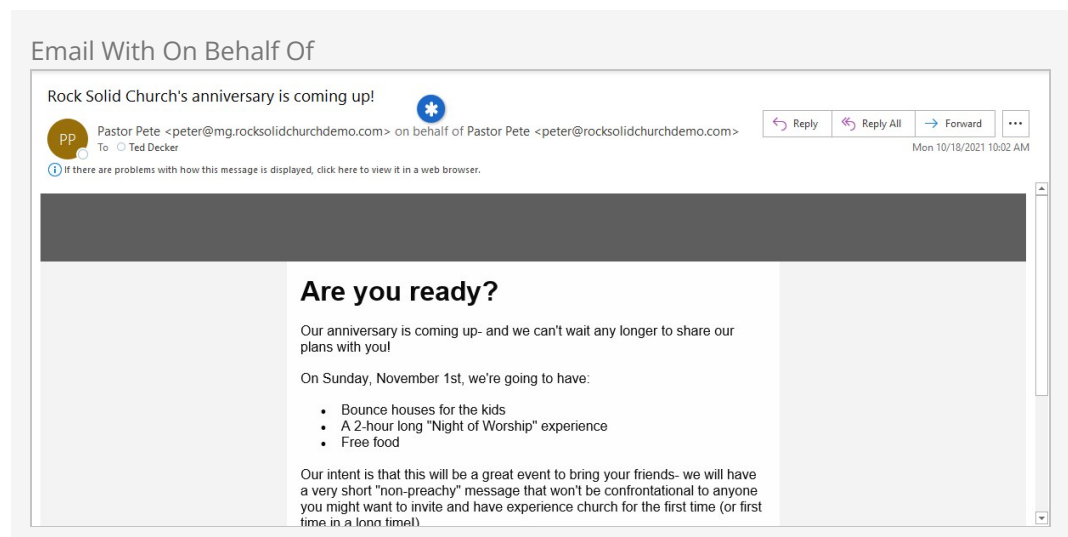 Email With On Behalf Of
Rock Solid Church's anniversary is coming up!
PP
Pastor Pete <peter@mg.rocksolidchurchdemo.com> on behalf of Pastor Pete <peter@rocksolidchurchdemo.com>
To Ted Decker
Reply
Reply All
Forward
Mon 10/18/2021 10:02 AM
If there are problems with how this message is displayed, click here to view it in a web browser.
Are you ready?
Our anniversary is coming up- and we can't wait any longer to share our
plans with you!
On Sunday, November 1st, we're going to have:
• Bounce houses for the kids
• A 2-hour long "Night of Worship" experience
• Free food
Our intent is that this will be a great event to bring your friends- we will have
a very short "non-preachy" message that won't be confrontational to anyone
you might want to invite and have experience church for the first time (or first
time in a long time!)